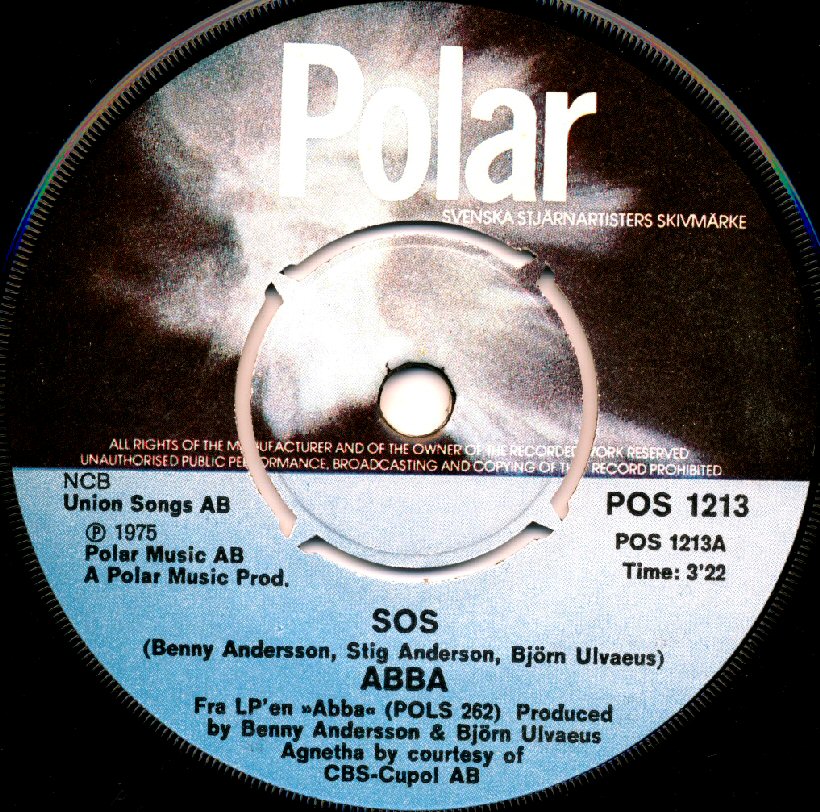 Polar
SVENSKA STJÄRNARTISTERS SKIVMÄRKE
ALL RIGHTS OF THE MANUFACTURER AND OF THE OWNER OF THE RECORDED WORK RESERVED
UNAUTHORISED PUBLIC PERFORMANCE, BROADCASTING AND COPYING OF THIS RECORD PROHIBITED
NCB
Union Songs AB
Ⓟ 1975
Polar Music AB
A Polar Music Prod.
POS 1213
POS 1213A
Time: 3'22
SOS
(Benny Andersson, Stig Anderson, Björn Ulvaeus)
ABBA
Fra LP'en »Abba« (POLS 262) Produced
by Benny Andersson & Björn Ulvaeus
Agnetha by courtesy of
CBS-Cupol AB